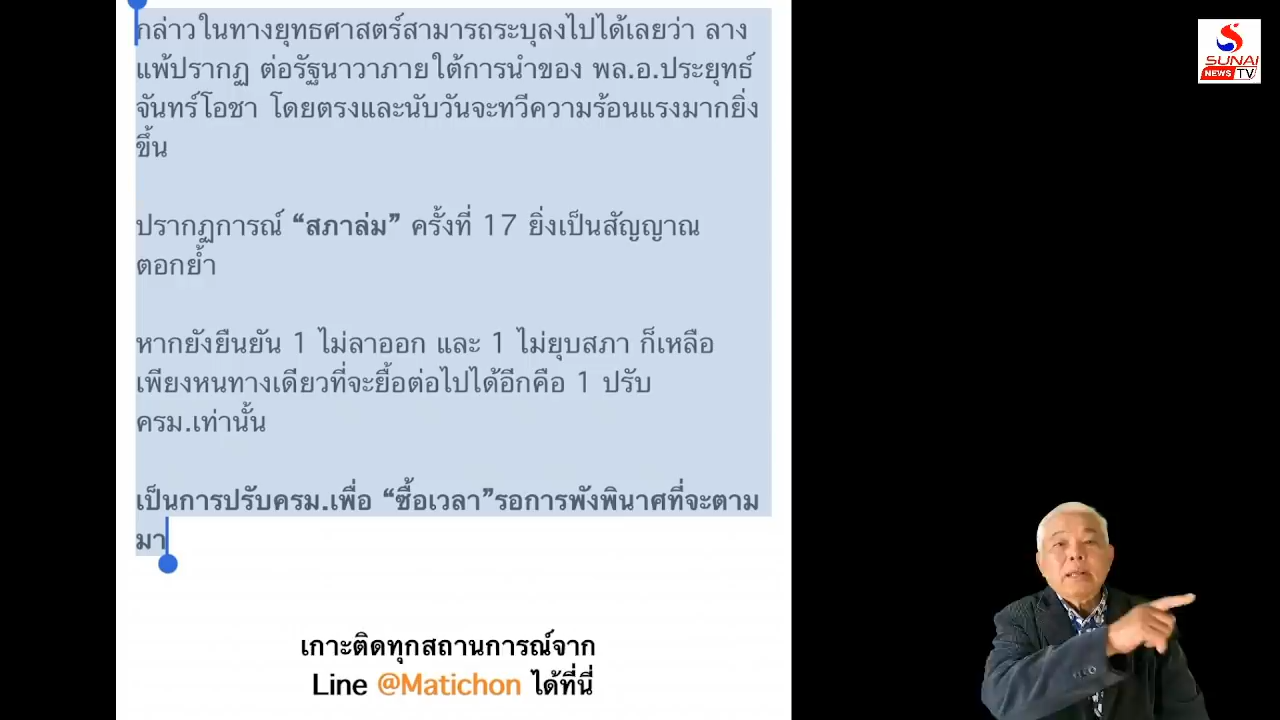 กล่าวในทางยุทธศาสตร์สามารถระบุลงไปได้เลยว่า ลาง
แพ้ปรากฏ ต่อรัฐนาวาภายใต้การนำของ พล.อ.ประยุทธ์
จันทร์โอชา โดยตรงและนับวันจะทวีความร้อนแรงมากยิ่ง
ขึ้น
ปรากฏการณ์ “สภาล่ม” ครั้งที่ 17 ยิ่งเป็นสัญญาณ
ตอกย้ำ
หากยังยืนยัน 1 ไม่ลาออก และ 1 ไม่ยุบสภา ก็เหลือ
เพียงหนทางเดียวที่จะยื้อต่อไปได้อีกคือ 1 ปรับ
ครม.เท่านั้น
เป็นการปรับครม.เพื่อ “ซื้อเวลา”รอการพังพินาศที่จะตาม
มา
เกาะติดทุกสถานการณ์จาก
Line @Matichon ได้ที่นี่
SUNAI
NEWS TV